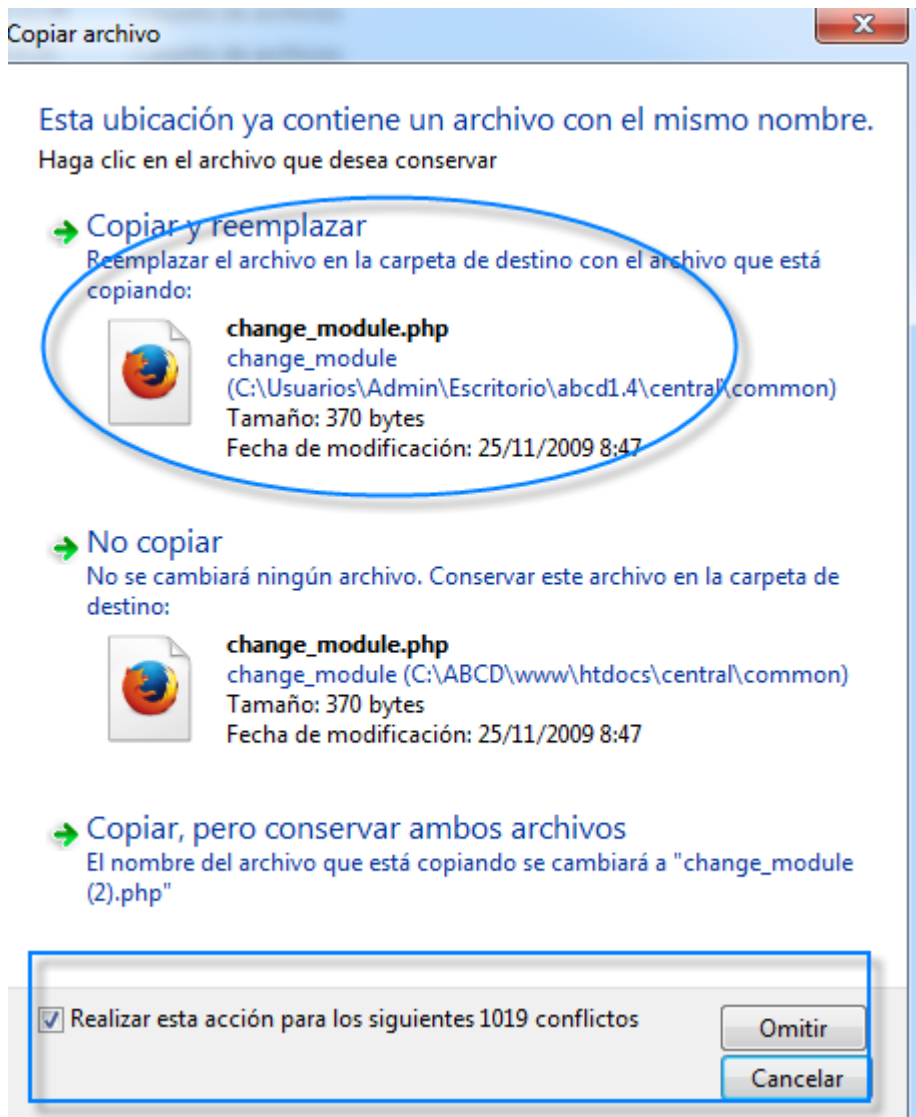 Copiar archivo
Esta ubicación ya contiene un archivo con el mismo nombre.
Haga clic en el archivo que desea conservar
Copiar y reemplazar
Reemplazar el archivo en la carpeta de destino con el archivo que está
copiando:
change_module.php
change_module
(C:\Usuarios\Admin\Escritorio\abcd1.4\central\common)
Tamaño: 370 bytes
Fecha de modificación: 25/11/2009 8:47
No copiar
No se cambiará ningún archivo. Conservar este archivo en la carpeta de
destino:
change_module.php
change_module (C:\ABCD\www\htdocs\central\common)
Tamaño: 370 bytes
Fecha de modificación: 25/11/2009 8:47
Copiar, pero conservar ambos archivos
El nombre del archivo que está copiando se cambiará a "change_module
(2).php"
Realizar esta acción para los siguientes 1019 conflictos
Omitir
Cancelar